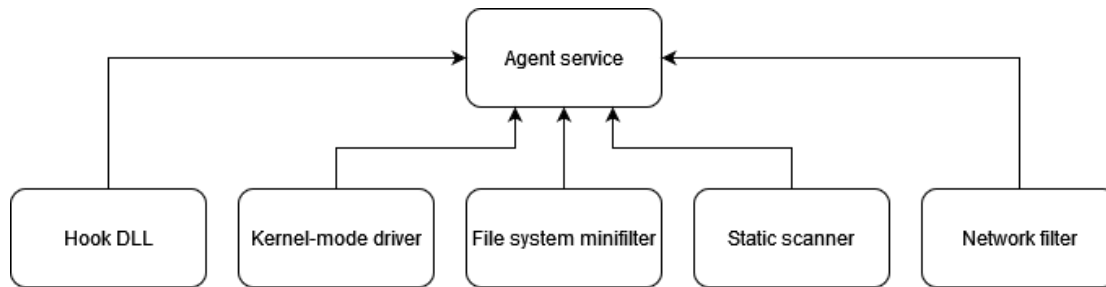 Agent service
Hook DLL
Kernel-mode driver
File system minifilter
Static scanner
Network filter